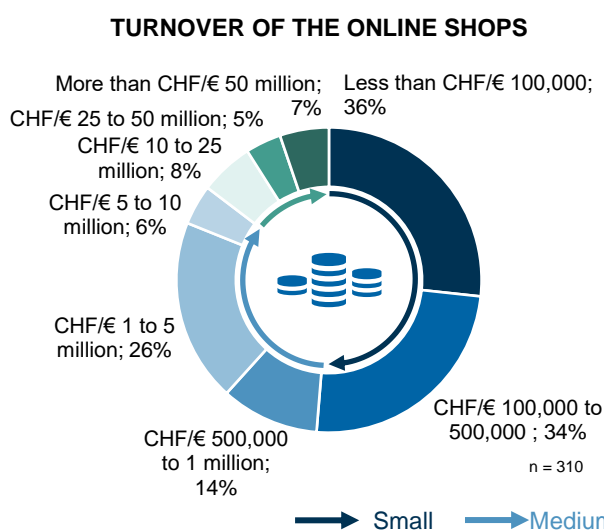 TURNOVER OF THE ONLINE SHOPS
More than CHF/€ 50 million;
7%
Less than CHF/€ 100,000;
36%
CHF/€ 25 to 50 million; 5%
CHF/€ 10 to 25
million; 8%
CHF/€ 5 to 10
million; 6%
CHF/€ 1 to 5
million; 26%
CHF/€ 500,000
to 1 million;
14%
CHF/€ 100,000 to
500,000 ; 34%
n = 310
Small
Medium